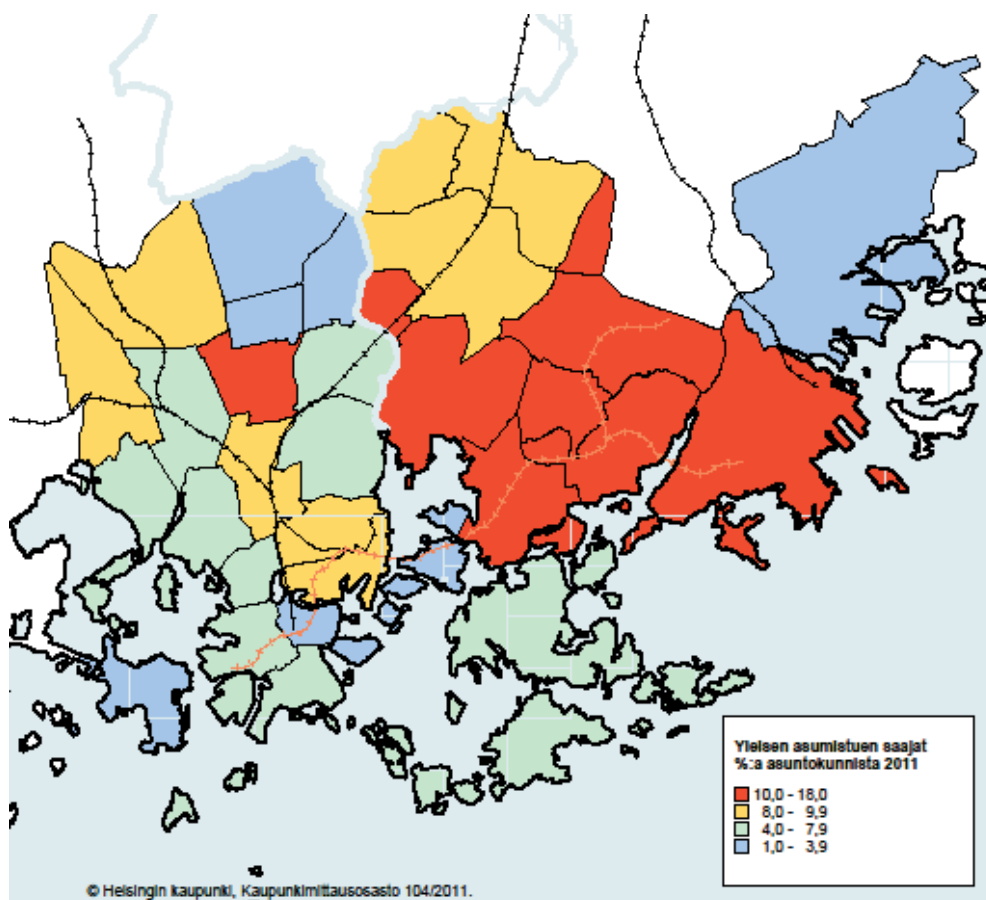 Yleisen asumistuen saajat
%:a asuntokunnista 2011
10,0 - 18,0
8,0 - 9,9
4,0 - 7,9
1,0 - 3,9
© Helsingin kaupunki, Kaupunkimittausosasto 104/2011.